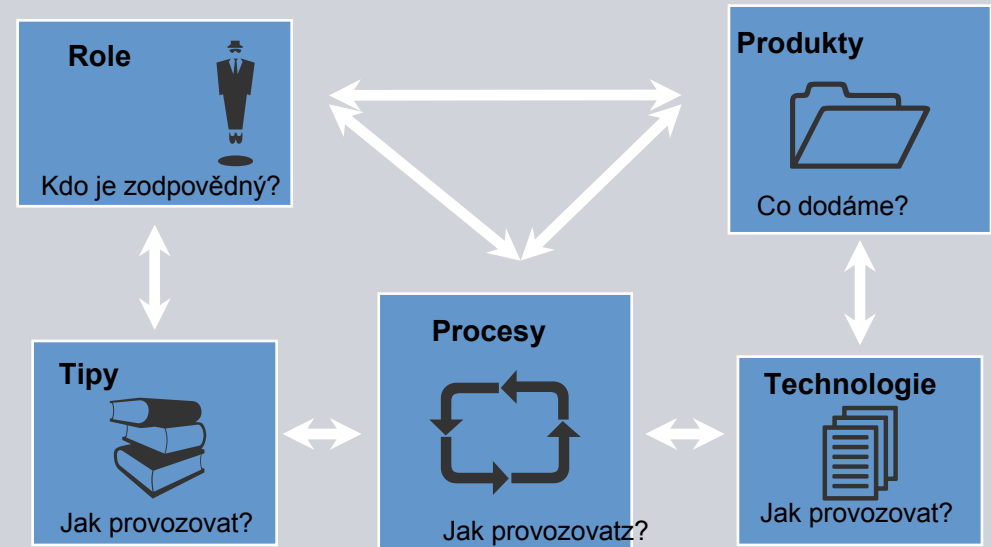 Role
Kdo je zodpovědný?
Produkty
Co dodáme?
Tipy
Jak provozovat?
Procesy
Jak provozovatz?
Technologie
Jak provozovat?